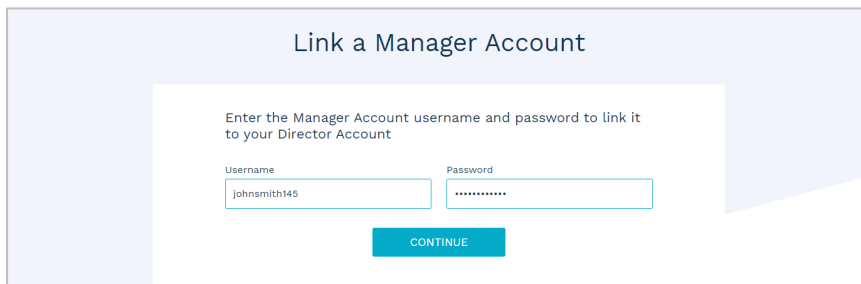 Link a Manager Account
Enter the Manager Account username and password to link it
to your Director Account
Username Password
johnsmith145 ••••••••••••
CONTINUE